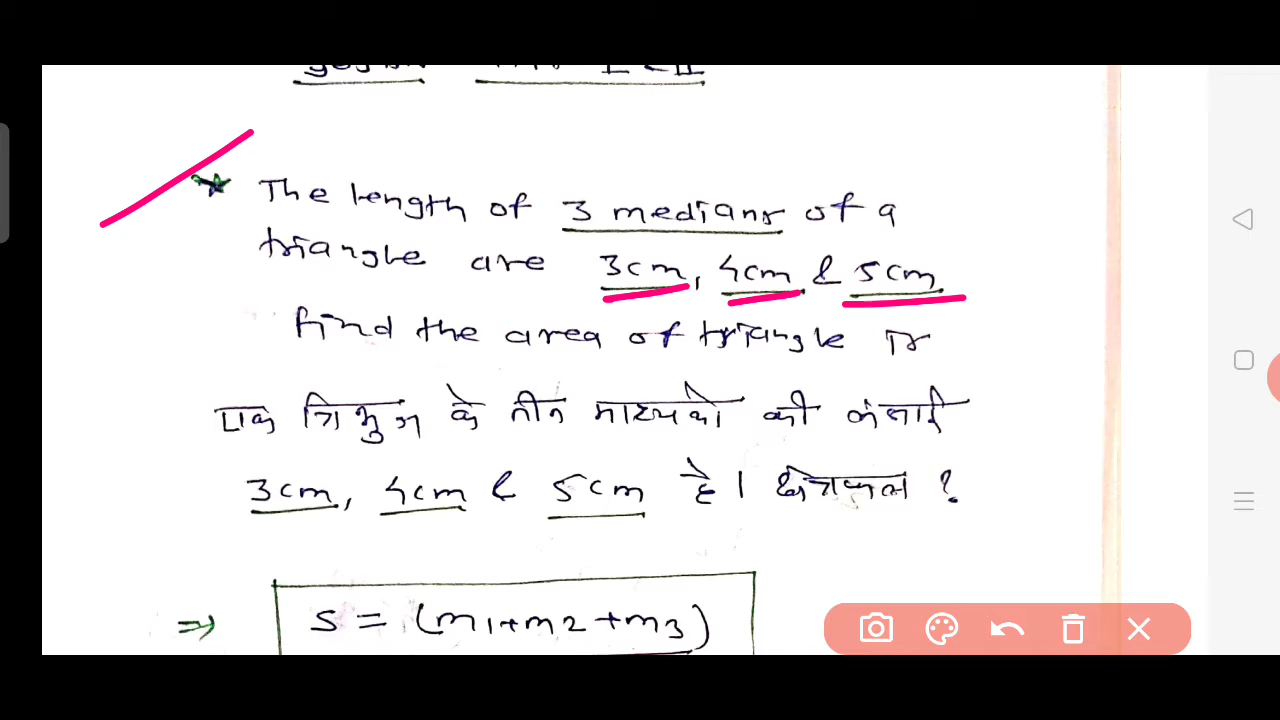 The length of 3 medians of a
triangle are 3cm, 4cm & 5cm
find the area of triangle is
एक त्रिभुज के तीन माध्यको की लंबाई
3cm, 4cm & 5cm है। क्षेत्रफल ?
⇒ S = (m1+m2+m3)